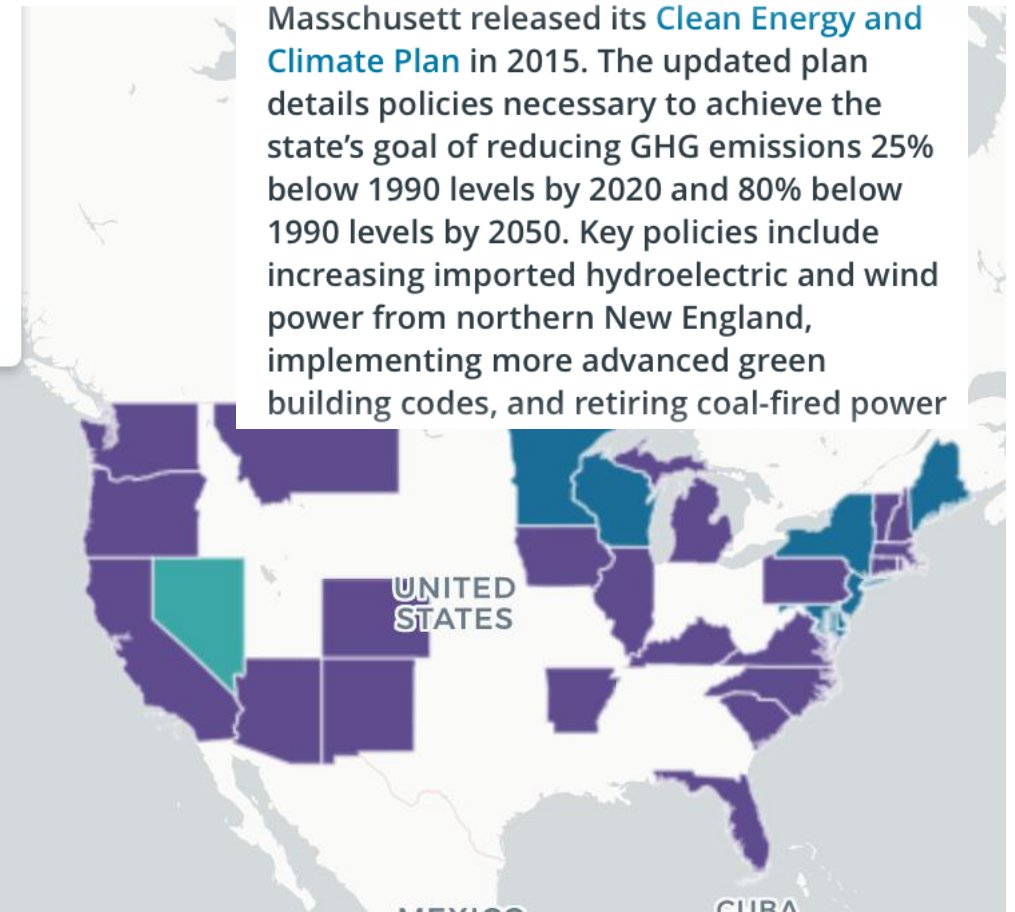 Masschusett released its Clean Energy and
Climate Plan in 2015. The updated plan
details policies necessary to achieve the
state’s goal of reducing GHG emissions 25%
below 1990 levels by 2020 and 80% below
1990 levels by 2050. Key policies include
increasing imported hydroelectric and wind
power from northern New England,
implementing more advanced green
building codes, and retiring coal-fired power
UNITED
STATES
MEXICO
CUBA